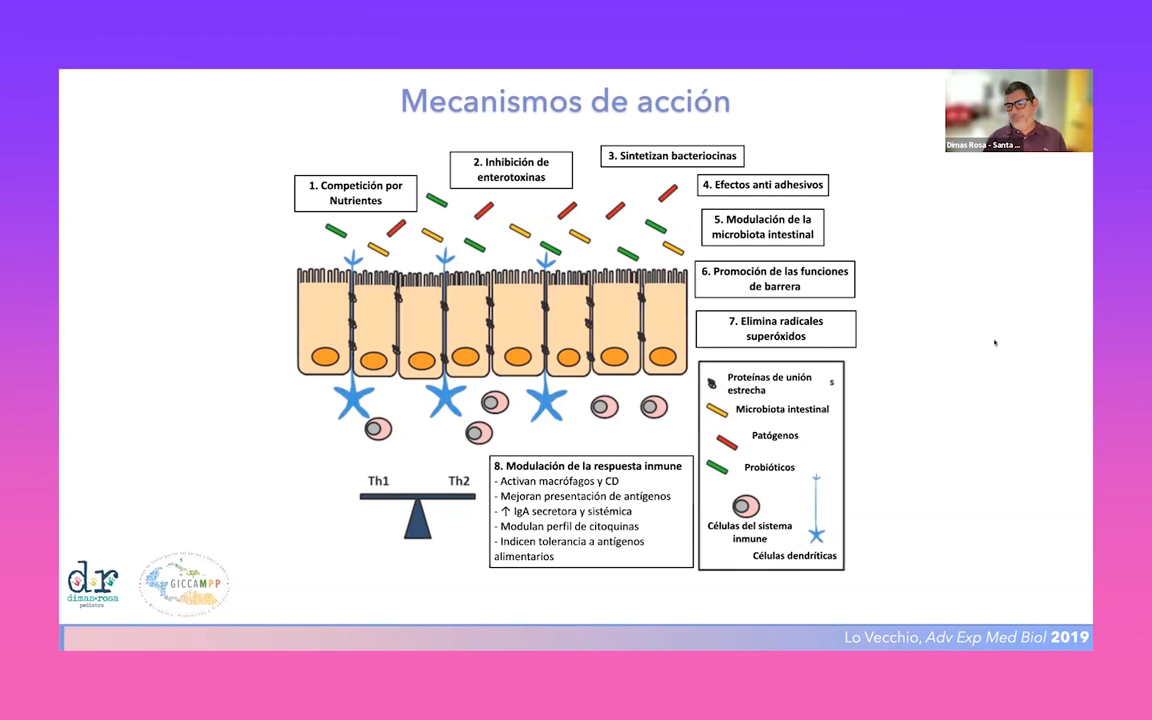 Mecanismos de acción
Dimas Rosa - Santa ...
1. Competición por
Nutrientes
2. Inhibición de
enterotoxinas
3. Sintetizan bacteriocinas
4. Efectos anti adhesivos
5. Modulación de la
microbiota intestinal
6. Promoción de las funciones
de barrera
7. Elimina radicales
superóxidos
Proteínas de unión
estrecha
s
Microbiota intestinal
Patógenos
Probióticos
Células del sistema
inmune
Células dendríticas
Th1
Th2
8. Modulación de la respuesta inmune
- Activan macrófagos y CD
- Mejoran presentación de antígenos
- ↑ IgA secretora y sistémica
- Modulan perfil de citoquinas
- Indicen tolerancia a antígenos
alimentarios
dr
dimas-rosa
pediatra
GICCAMPP
Lo Vecchio, Adv Exp Med Biol 2019